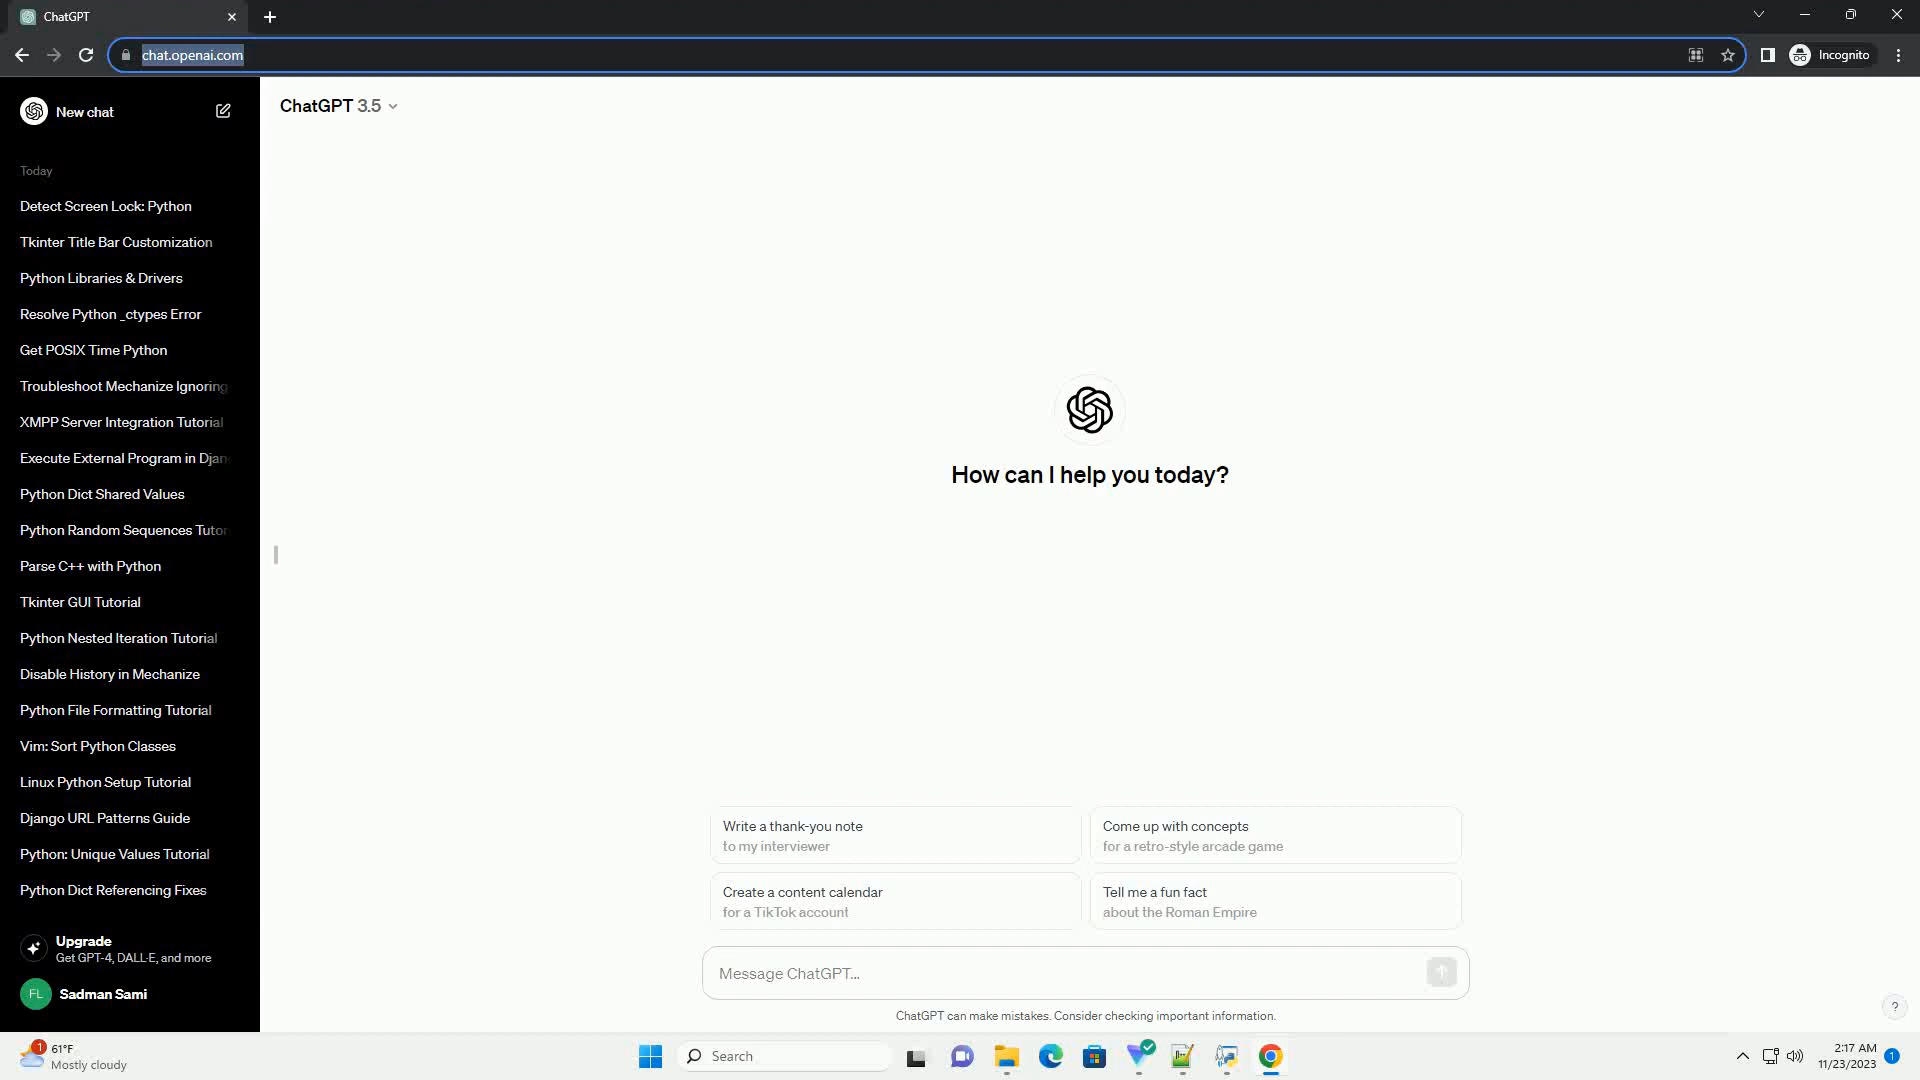 ChatGPT
chat.openai.com
Incognito
New chat
ChatGPT 3.5
Today
Detect Screen Lock: Python
Tkinter Title Bar Customization
Python Libraries & Drivers
Resolve Python _ctypes Error
Get POSIX Time Python
Troubleshoot Mechanize Ignoring
XMPP Server Integration Tutorial
Execute External Program in Djan
Python Dict Shared Values
Python Random Sequences Tutor
Parse C++ with Python
Tkinter GUI Tutorial
Python Nested Iteration Tutorial
Disable History in Mechanize
Python File Formatting Tutorial
Vim: Sort Python Classes
Linux Python Setup Tutorial
Django URL Patterns Guide
Python: Unique Values Tutorial
Python Dict Referencing Fixes
Upgrade
Get GPT-4, DALL·E, and more
FL Sadman Sami
How can I help you today?
Write a thank-you note
to my interviewer
Come up with concepts
for a retro-style arcade game
Create a content calendar
for a TikTok account
Tell me a fun fact
about the Roman Empire
Message ChatGPT...
ChatGPT can make mistakes. Consider checking important information.
?
1
61°F
Mostly cloudy
Search
2:17 AM
11/23/2023
1